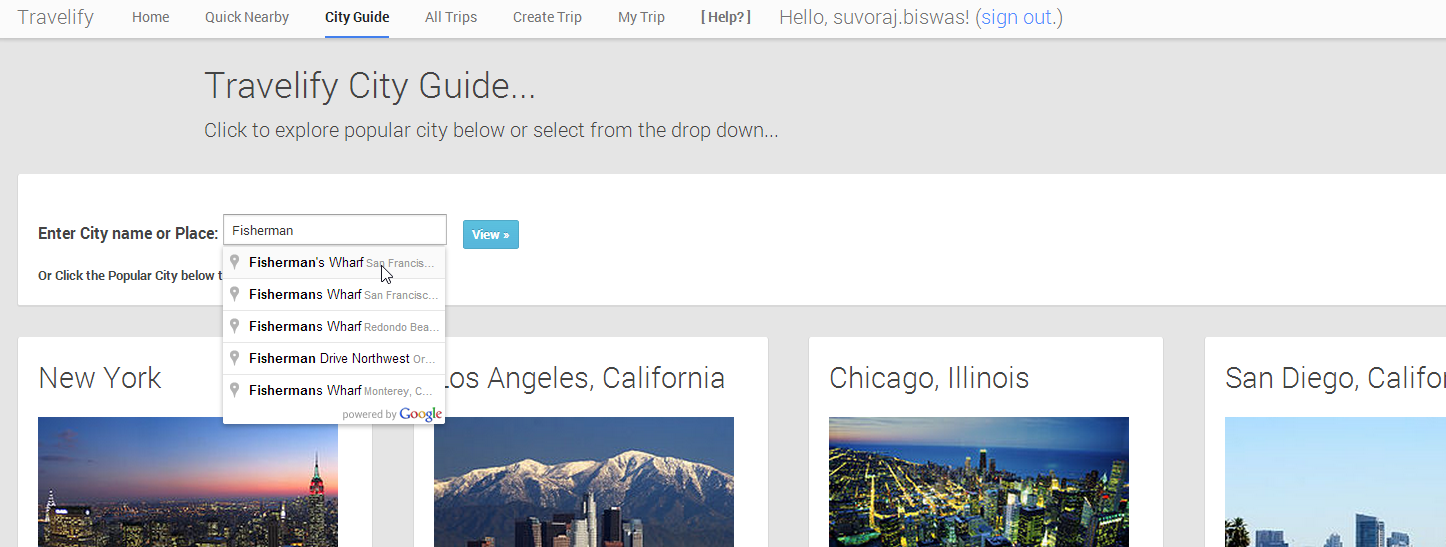 Travelify Home Quick Nearby City Guide All Trips Create Trip My Trip [ Help? ] Hello, suvoraj.biswas! (sign out.)
Travelify City Guide...
Click to explore popular city below or select from the drop down...
Enter City name or Place: Fisherman View »
Or Click the Popular City below t
Fisherman's Wharf San Francis...
Fishermans Wharf San Francisc...
Fishermans Wharf Redondo Bea...
Fisherman Drive Northwest Or...
Fishermans Wharf Monterey, C...
powered by Google
New York
Los Angeles, California
Chicago, Illinois
San Diego, Califor